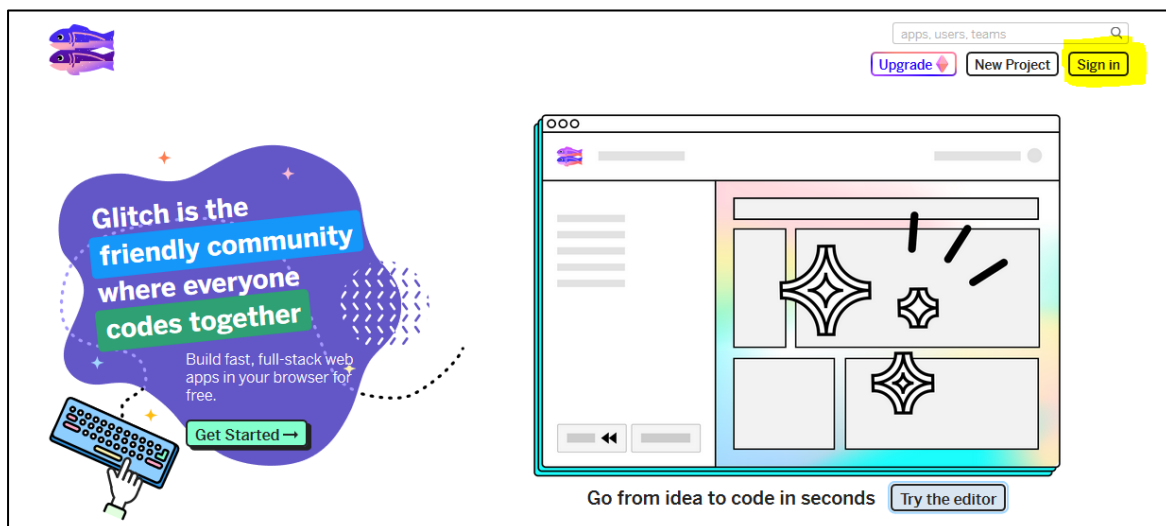 apps, users, teams
Upgrade
New Project
Sign in
Glitch is the
friendly community
where everyone
codes together
Build fast, full-stack web
apps in your browser for
free.
Get Started →
Go from idea to code in seconds
Try the editor